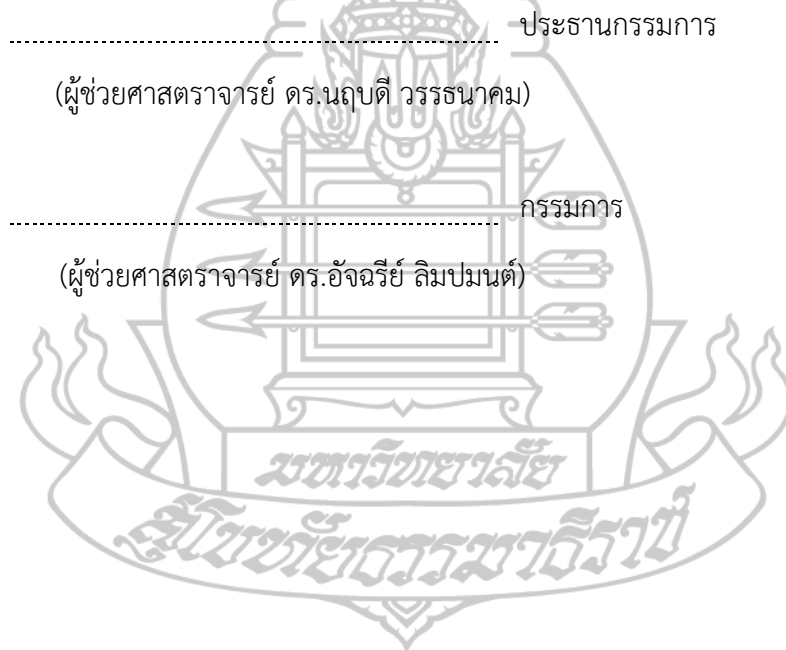 ประธานกรรมการ
(ผู้ช่วยศาสตราจารย์ ดร.นฤบดี วรรธนาคม)
กรรมการ
(ผู้ช่วยศาสตราจารย์ ดร.อัจฉรีย์ ลิมปมนต์)
มหาวิทยาลัย
สุโขทัยธรรมาธิราช